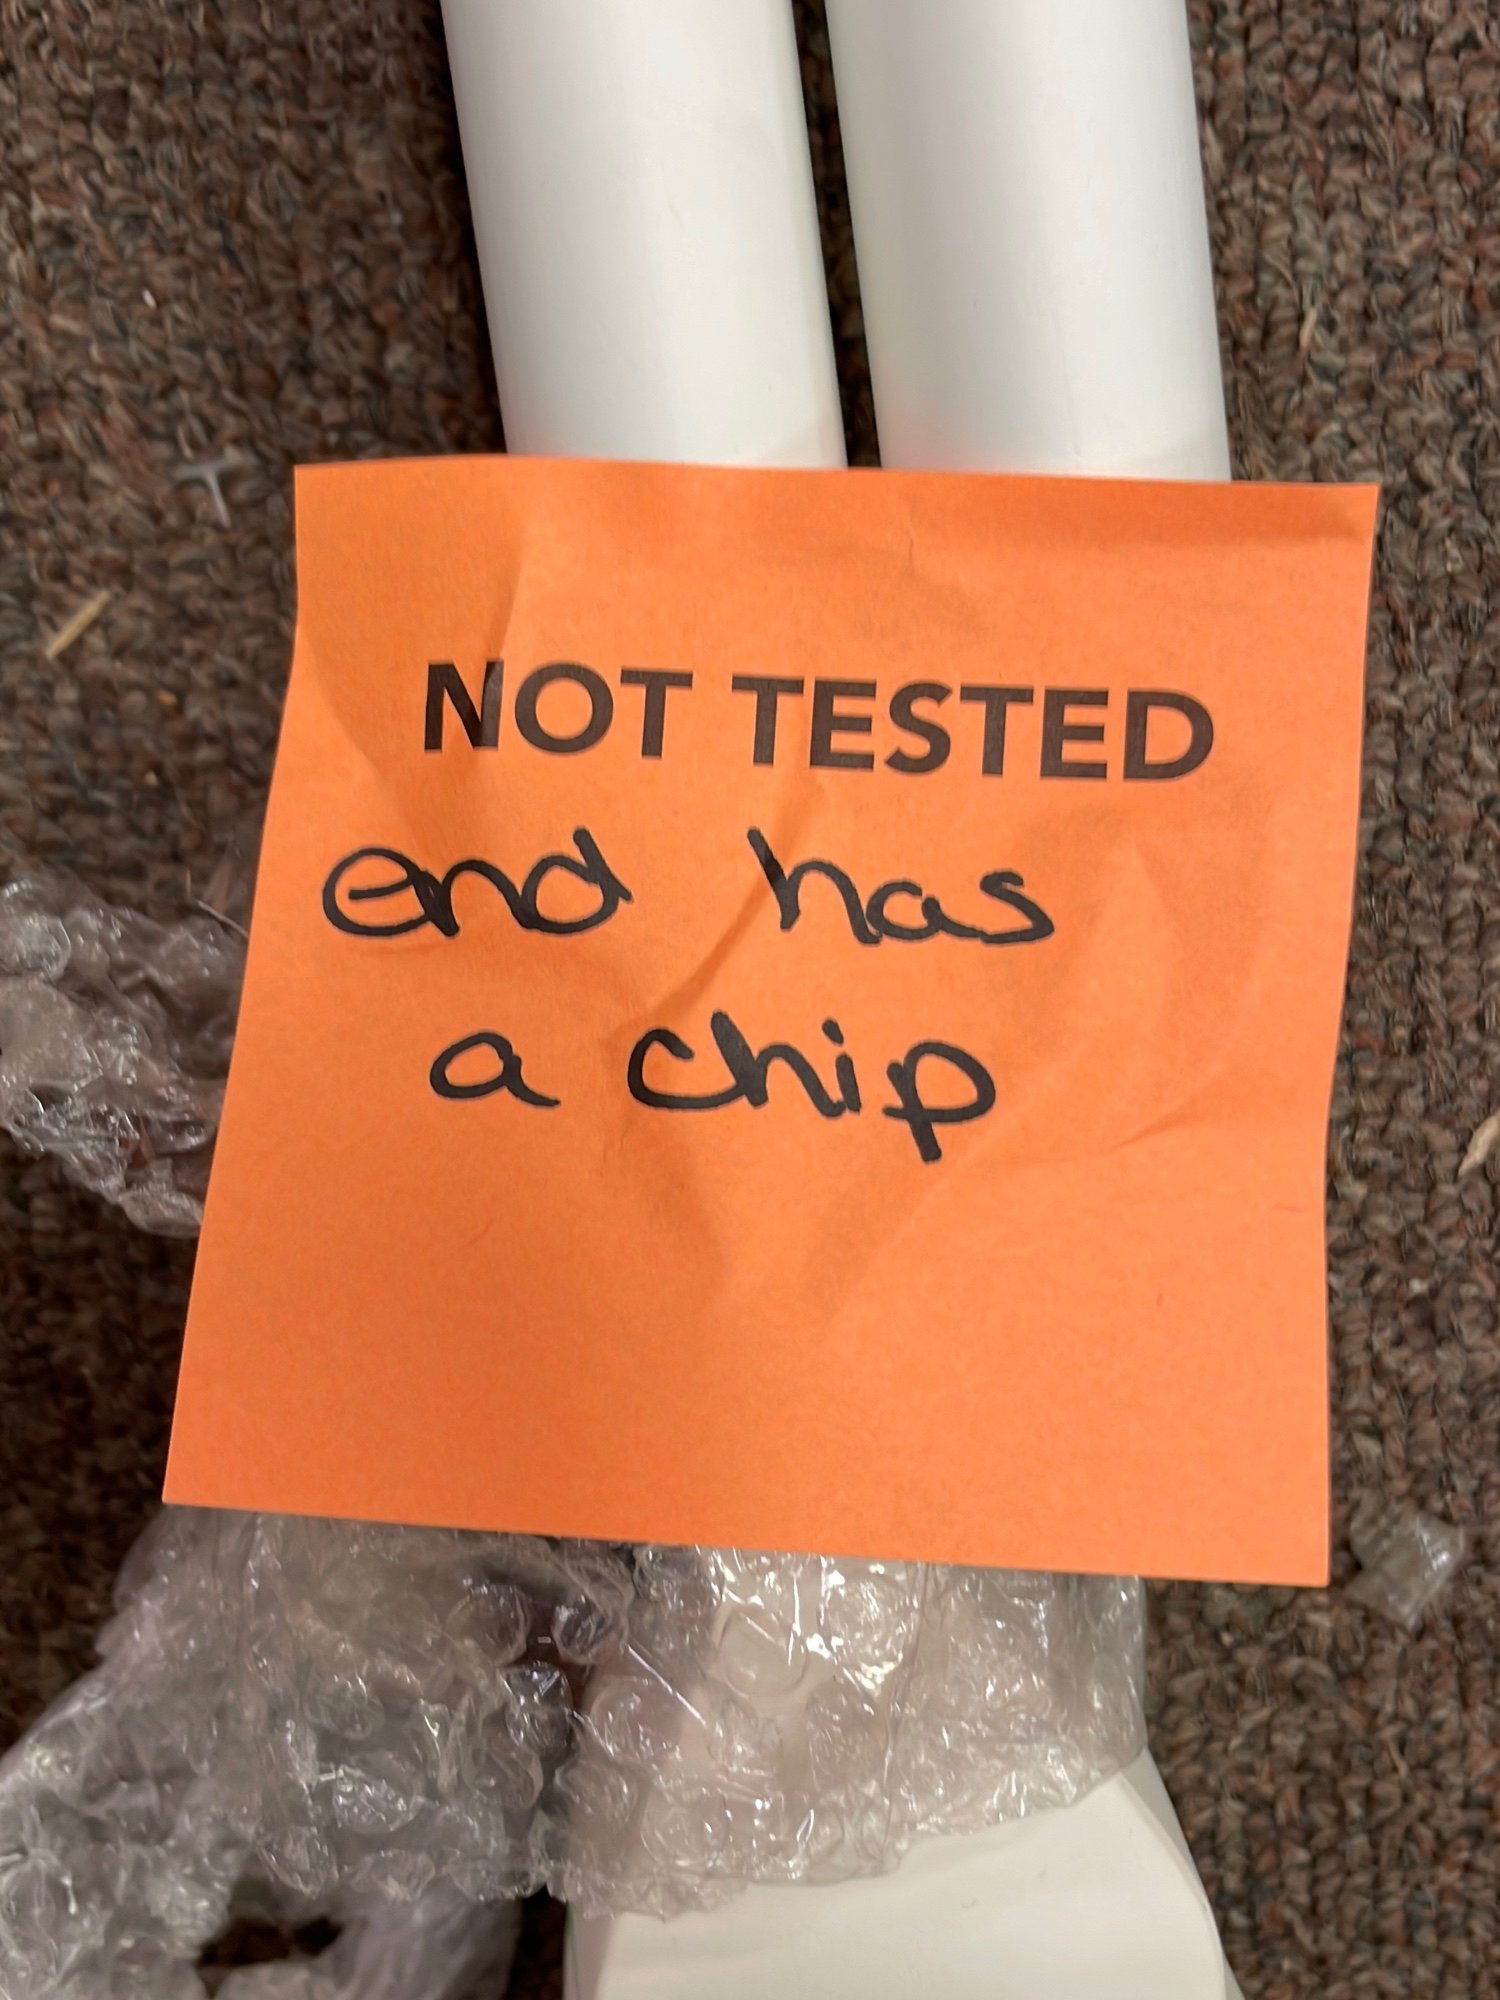 NOT TESTED
end has
a chip